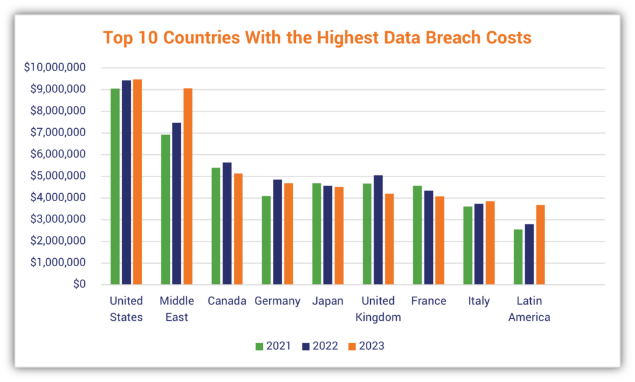 Top 10 Countries With the Highest Data Breach Costs
$10,000,000
$9,000,000
$8,000,000
$7,000,000
$6,000,000
$5,000,000
$4,000,000
$3,000,000
$2,000,000
$1,000,000
$0
United States
Middle East
Canada
Germany
Japan
United Kingdom
France
Italy
Latin America
2021
2022
2023